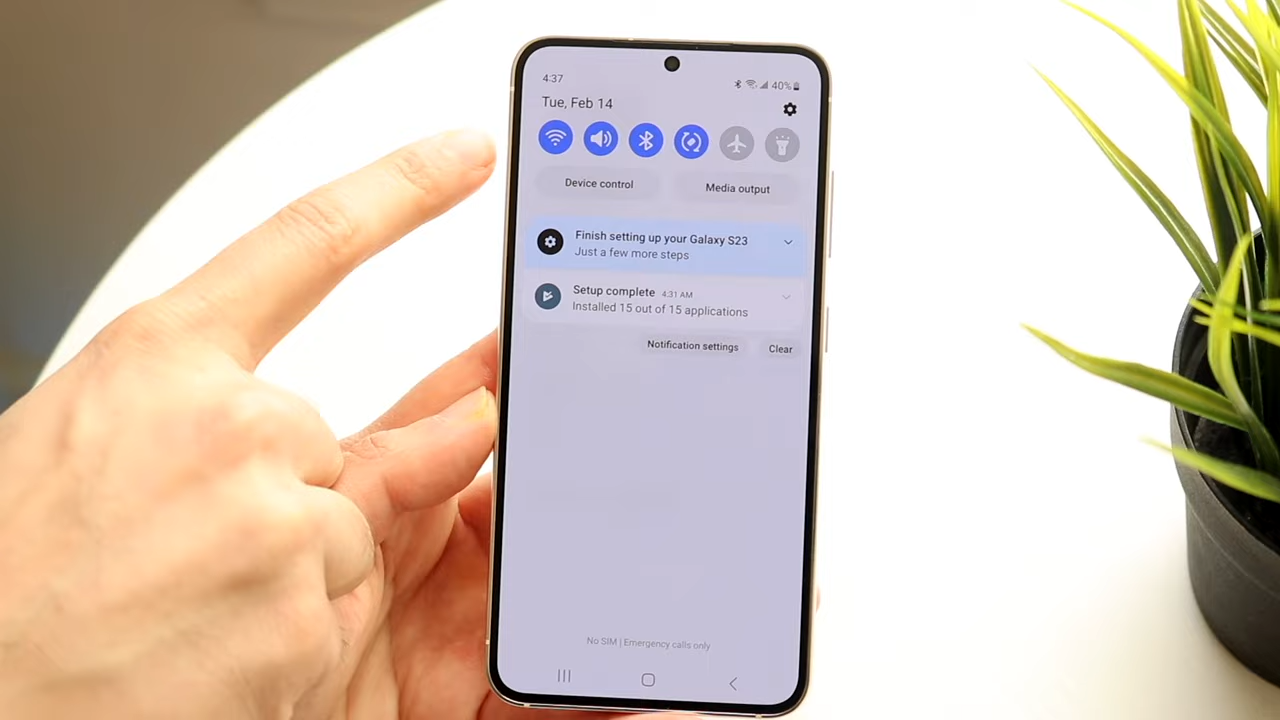 4:37
40%
Tue, Feb 14
Device control
Media output
Finish setting up your Galaxy S23
Just a few more steps
Setup complete 4:31 AM
Installed 15 out of 15 applications
Notification settings
Clear
No SIM | Emergency calls only